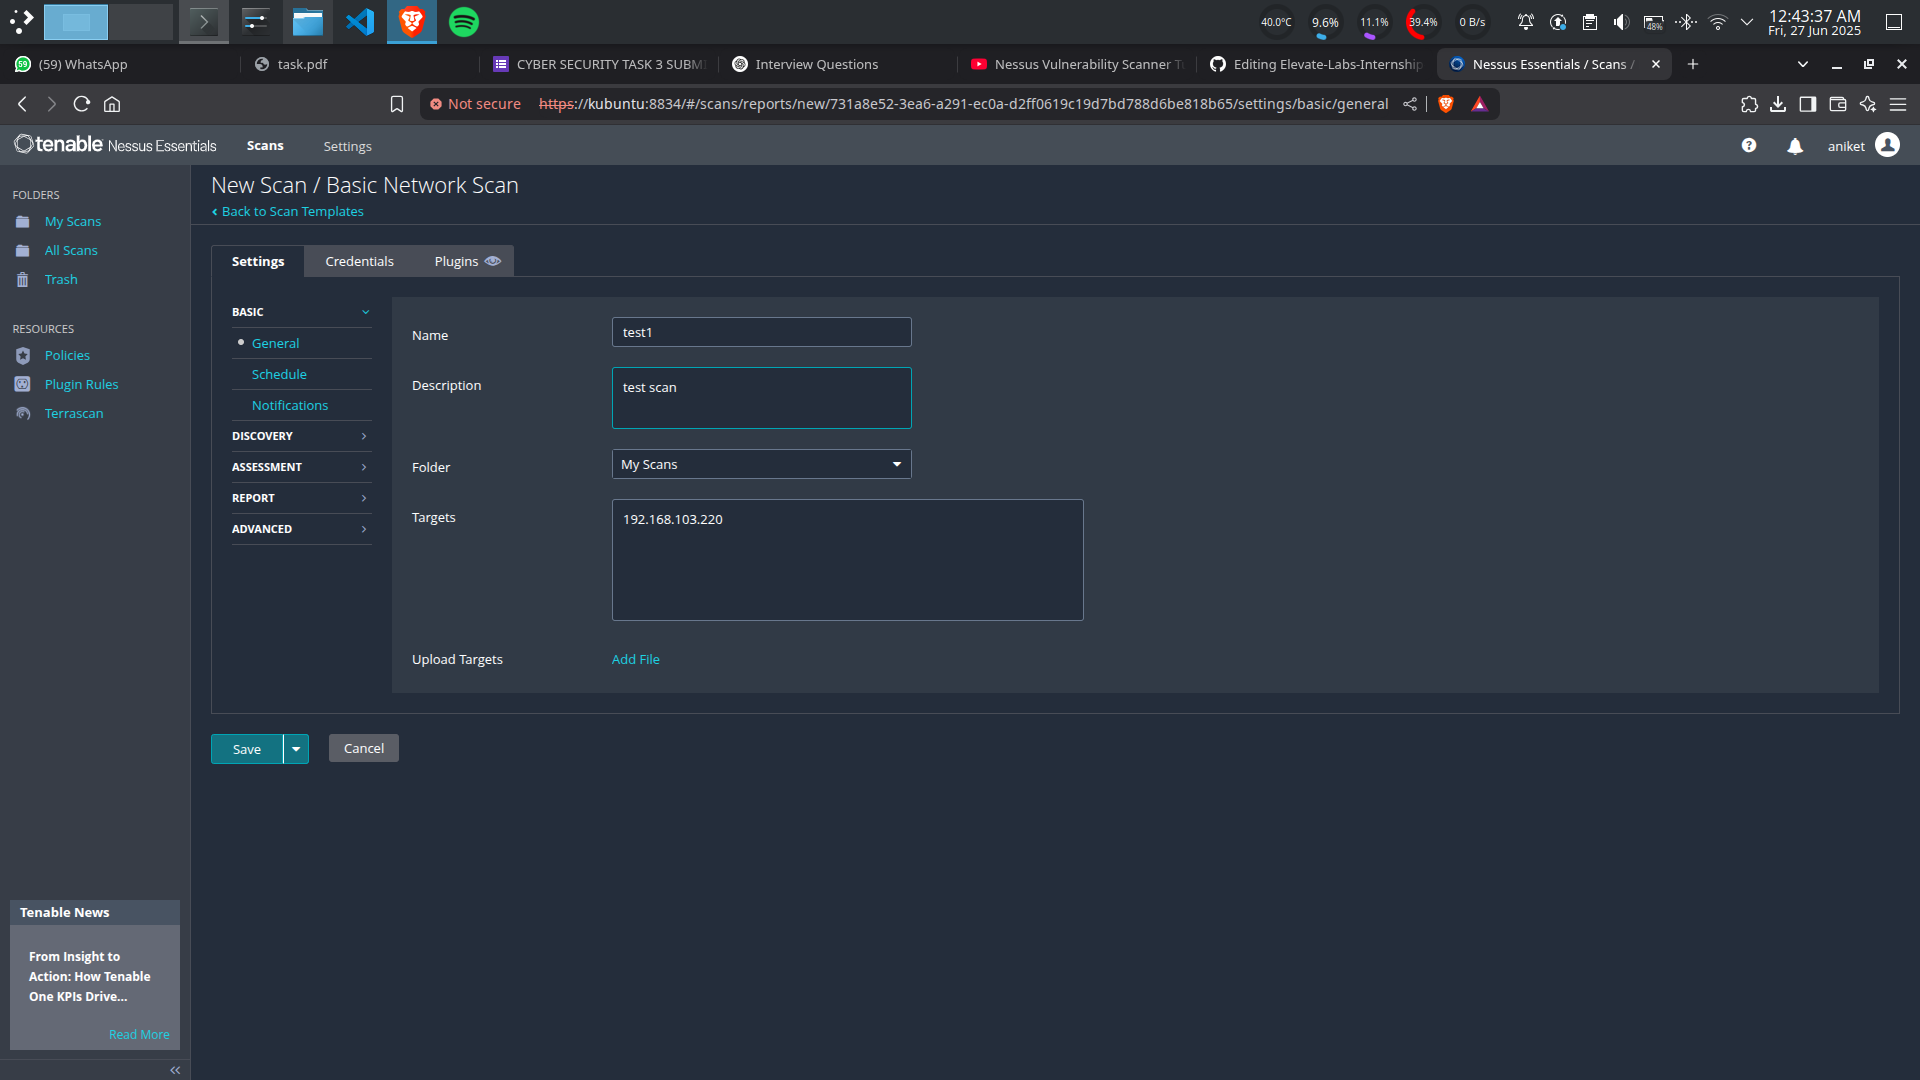 40.0°C
9.6%
11.1%
39.4%
0 B/s
48%
12:43:37 AM
Fri, 27 Jun 2025
59
(59) WhatsApp
task.pdf
CYBER SECURITY TASK 3 SUBMI
Interview Questions
Nessus Vulnerability Scanner Tu
Editing Elevate-Labs-Internship
Nessus Essentials / Scans /
Not secure
https://kubuntu:8834/#/scans/reports/new/731a8e52-3ea6-a291-ec0a-d2ff0619c19d7bd788d6be818b65/settings/basic/general
tenable Nessus Essentials
Scans
Settings
aniket
FOLDERS
My Scans
All Scans
Trash
RESOURCES
Policies
Plugin Rules
Terrascan
New Scan / Basic Network Scan
‹ Back to Scan Templates
Settings
Credentials
Plugins
BASIC
General
Schedule
Notifications
DISCOVERY
ASSESSMENT
REPORT
ADVANCED
Name
test1
Description
test scan
Folder
My Scans
Targets
192.168.103.220
Upload Targets
Add File
Save
Cancel
Tenable News
From Insight to
Action: How Tenable
One KPIs Drive...
Read More